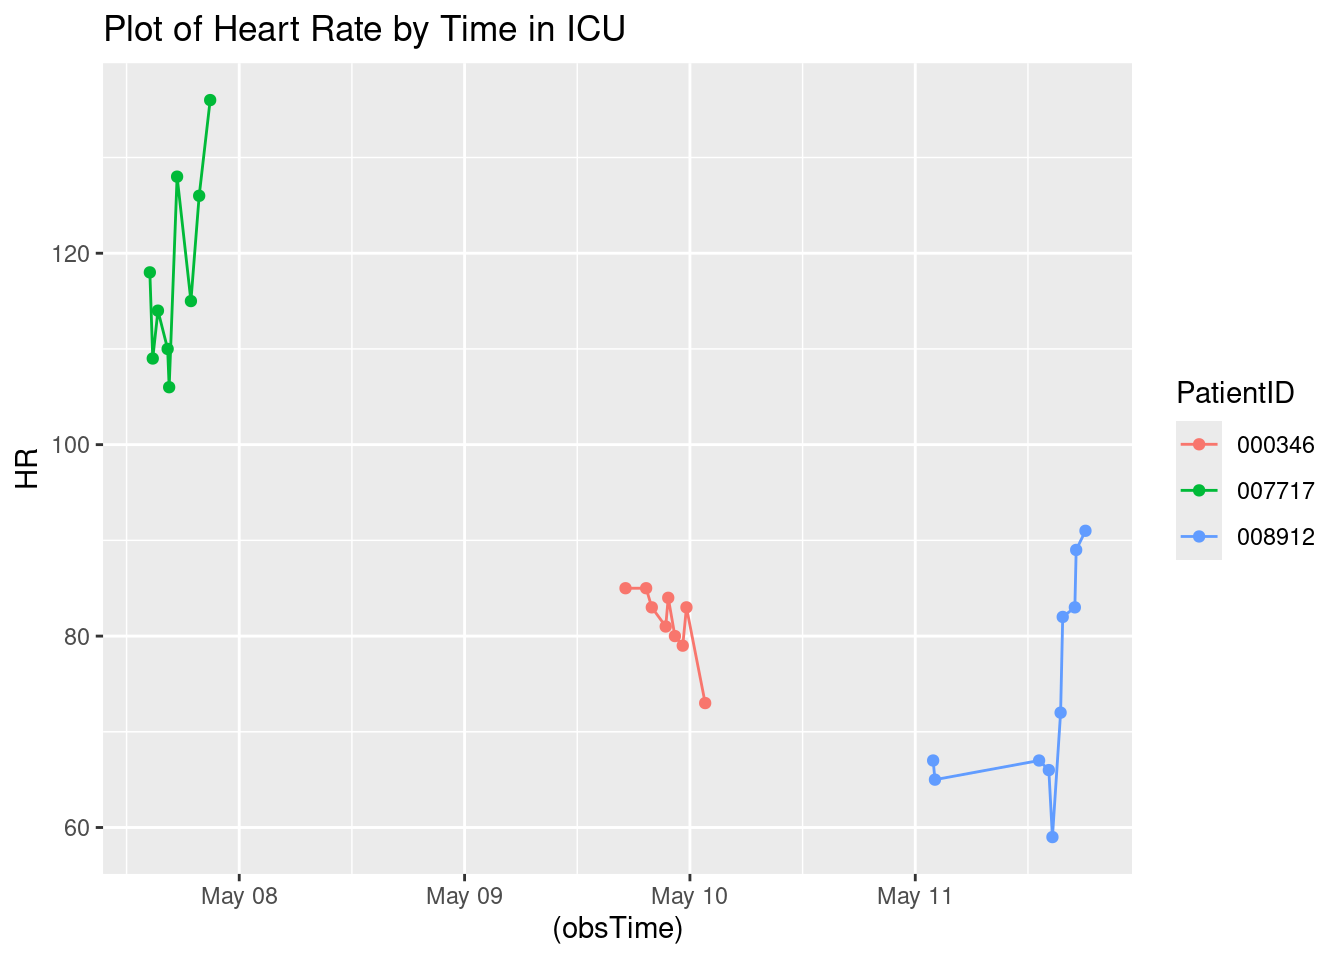 Plot of Heart Rate by Time in ICU
120
100
80
60
HR
May 08 May 09 May 10 May 11
(obsTime)
PatientID
000346
007717
008912